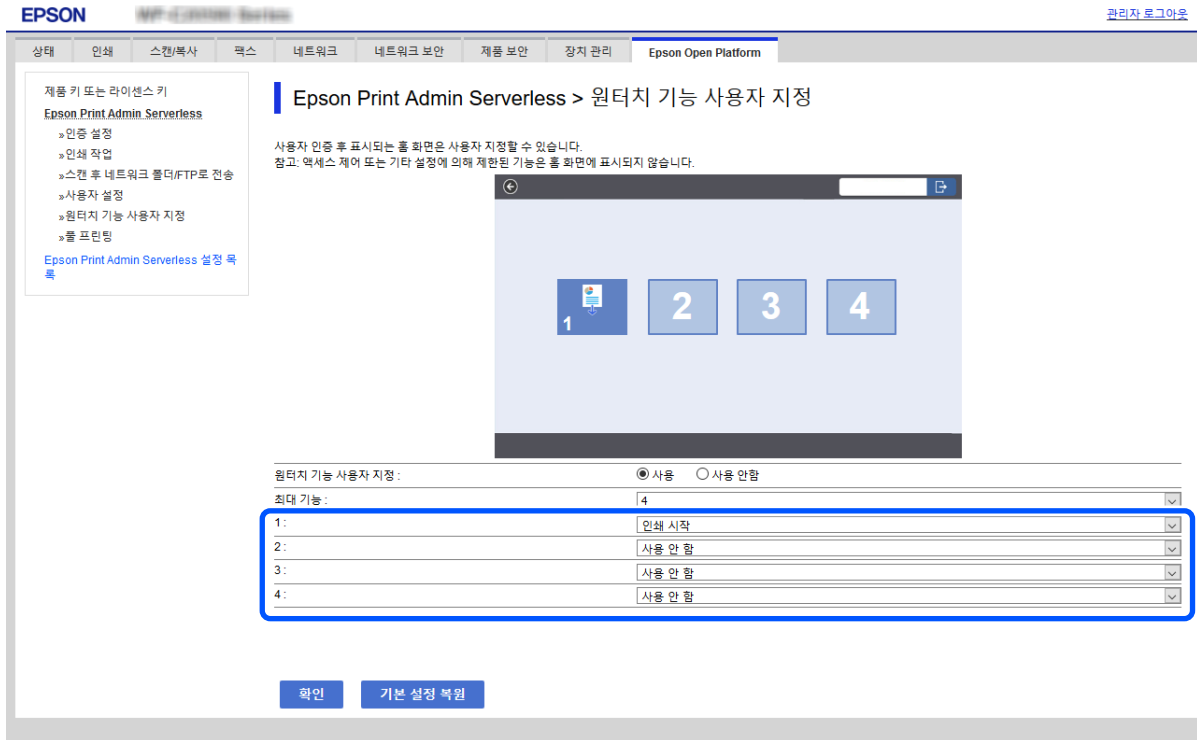 EPSON
관리자 로그아웃
상태 인쇄 스캔/복사 팩스 네트워크 네트워크 보안 제품 보안 장치 관리 Epson Open Platform
제품 키 또는 라이센스 키
Epson Print Admin Serverless
»인증 설정
»인쇄 작업
»스캔 후 네트워크 폴더/FTP로 전송
»사용자 설정
»원터치 기능 사용자 지정
»풀 프린팅
Epson Print Admin Serverless 설정 목
록
Epson Print Admin Serverless > 원터치 기능 사용자 지정
사용자 인증 후 표시되는 홈 화면은 사용자 지정할 수 있습니다.
참고: 액세스 제어 또는 기타 설정에 의해 제한된 기능은 홈 화면에 표시되지 않습니다.
1 2 3 4
원터치 기능 사용자 지정 : 사용 사용 안함
최대 기능 : 4
1 : 인쇄 시작
2 : 사용 안 함
3 : 사용 안 함
4 : 사용 안 함
확인 기본 설정 복원